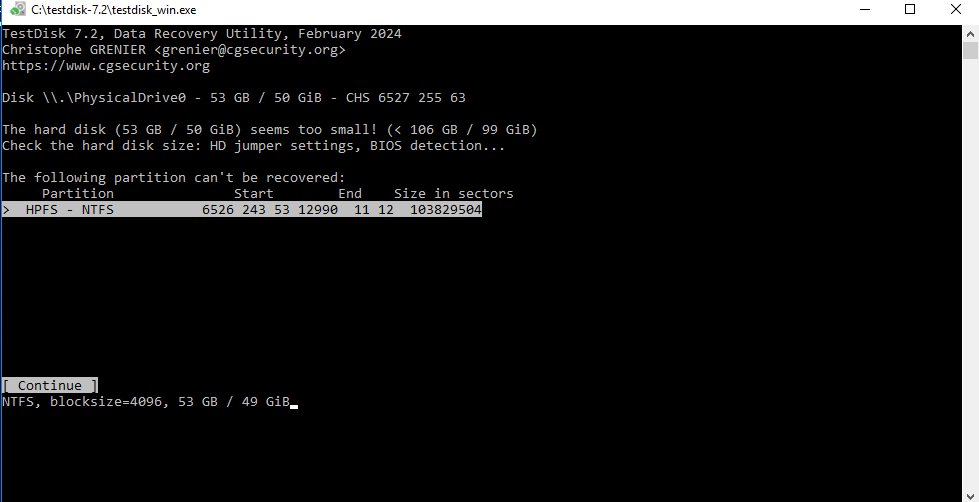 C:\testdisk-7.2\testdisk_win.exe
TestDisk 7.2, Data Recovery Utility, February 2024
Christophe GRENIER <grenier@cgsecurity.org>
https://www.cgsecurity.org
Disk \\.\PhysicalDrive0 - 53 GB / 50 GiB - CHS 6527 255 63
The hard disk (53 GB / 50 GiB) seems too small! (< 106 GB / 99 GiB)
Check the hard disk size: HD jumper settings, BIOS detection...
The following partition can't be recovered:
     Partition               Start        End    Size in sectors
>  HPFS - NTFS           6526 243 53 12990  11 12  103829504
[ Continue ]
NTFS, blocksize=4096, 53 GB / 49 GiB